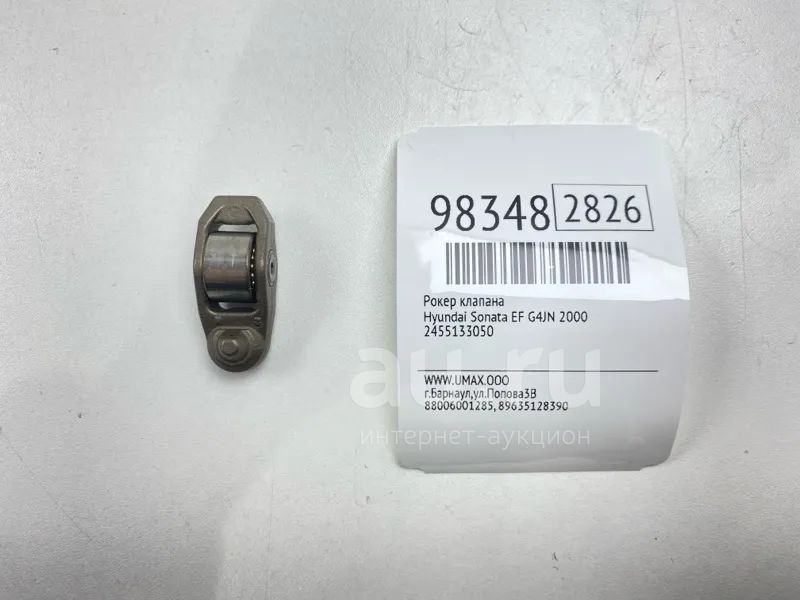 98348 2826
Рокер клапана
Hyundai Sonata EF G4JN 2000
2455133050
WWW.UMAX.OOO
г.Барнаул,ул.Попова3В
88006001285,89635128390
au.ru
интернет-аукцион